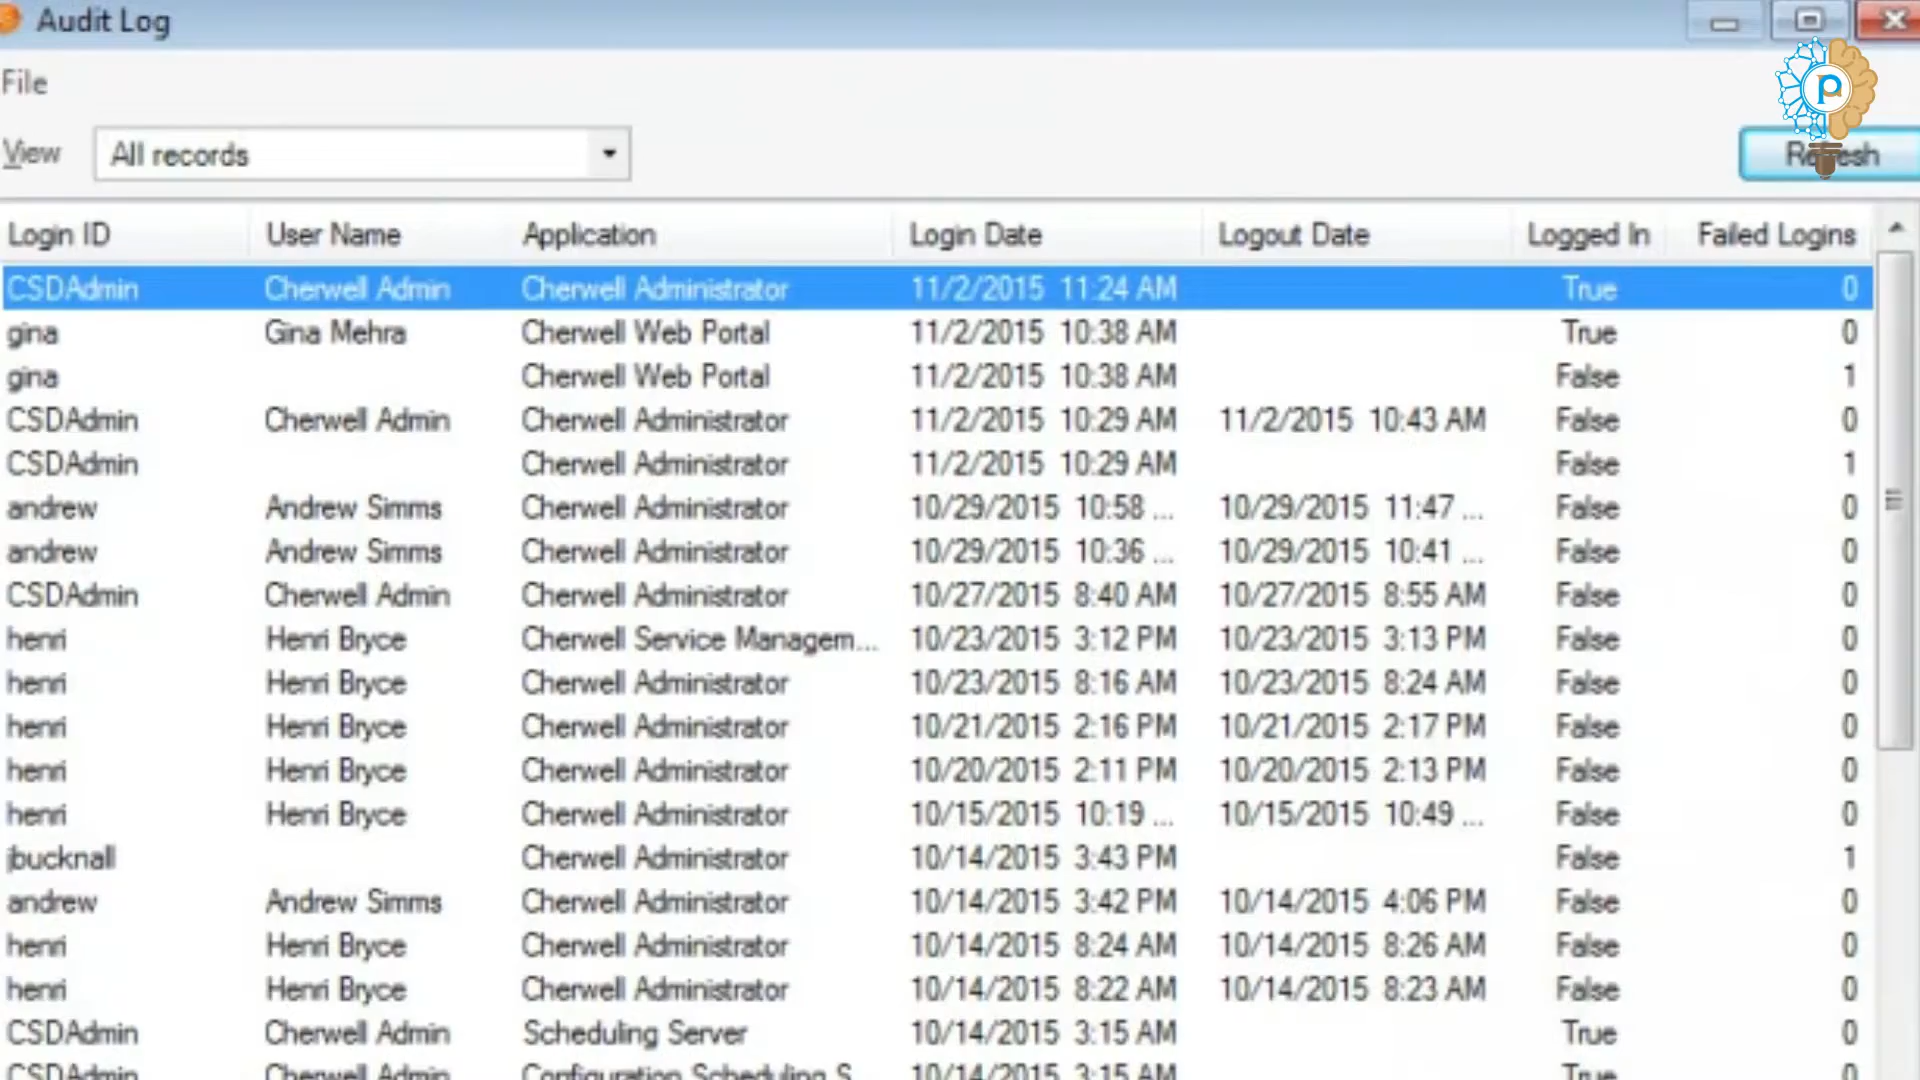 Audit Log
File
View All records Refresh
Login ID User Name Application Login Date Logout Date Logged In Failed Logins
CSDAdmin Cherwell Admin Cherwell Administrator 11/2/2015 11:24 AM True 0
gina Gina Mehra Cherwell Web Portal 11/2/2015 10:38 AM True 0
gina Cherwell Web Portal 11/2/2015 10:38 AM False 1
CSDAdmin Cherwell Admin Cherwell Administrator 11/2/2015 10:29 AM 11/2/2015 10:43 AM False 0
CSDAdmin Cherwell Administrator 11/2/2015 10:29 AM False 1
andrew Andrew Simms Cherwell Administrator 10/29/2015 10:58 ... 10/29/2015 11:47 ... False 0
andrew Andrew Simms Cherwell Administrator 10/29/2015 10:36 ... 10/29/2015 10:41 ... False 0
CSDAdmin Cherwell Admin Cherwell Administrator 10/27/2015 8:40 AM 10/27/2015 8:55 AM False 0
henri Henri Bryce Cherwell Service Managem... 10/23/2015 3:12 PM 10/23/2015 3:13 PM False 0
henri Henri Bryce Cherwell Administrator 10/23/2015 8:16 AM 10/23/2015 8:24 AM False 0
henri Henri Bryce Cherwell Administrator 10/21/2015 2:16 PM 10/21/2015 2:17 PM False 0
henri Henri Bryce Cherwell Administrator 10/20/2015 2:11 PM 10/20/2015 2:13 PM False 0
henri Henri Bryce Cherwell Administrator 10/15/2015 10:19 ... 10/15/2015 10:49 ... False 0
jbucknall Cherwell Administrator 10/14/2015 3:43 PM False 1
andrew Andrew Simms Cherwell Administrator 10/14/2015 3:42 PM 10/14/2015 4:06 PM False 0
henri Henri Bryce Cherwell Administrator 10/14/2015 8:24 AM 10/14/2015 8:26 AM False 0
henri Henri Bryce Cherwell Administrator 10/14/2015 8:22 AM 10/14/2015 8:23 AM False 0
CSDAdmin Cherwell Admin Scheduling Server 10/14/2015 3:15 AM True 0
CSDAdmin Cherwell Admin Configuration Scheduling S... 10/14/2015 3:15 AM True 0